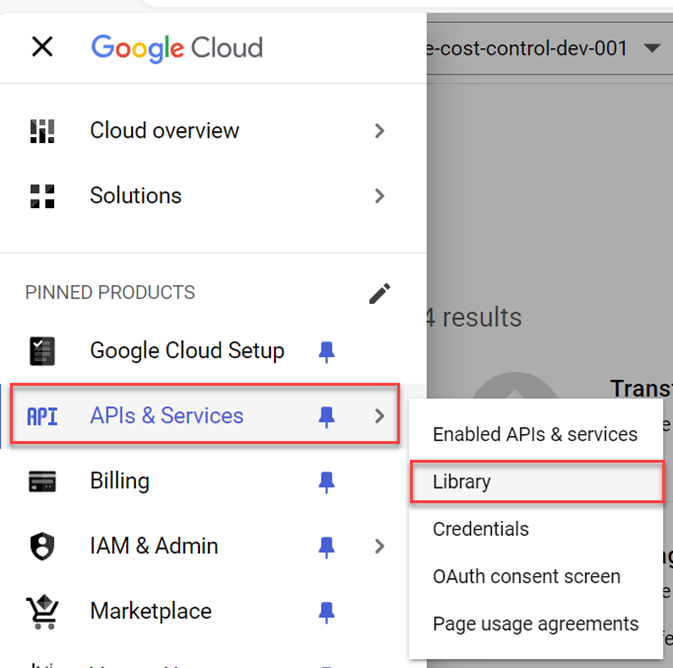 Google Cloud
e-cost-control-dev-001
Cloud overview
Solutions
PINNED PRODUCTS
4 results
Google Cloud Setup
API APIs & Services
Enabled APIs & services
Library
Credentials
OAuth consent screen
Page usage agreements
Billing
IAM & Admin
Marketplace